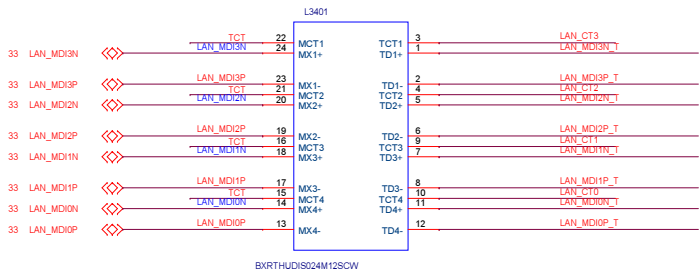 L3401
TCT 22 MCT1 TCT1 3 LAN_CT3
33 LAN_MDI3N LAN_MDI3N 24 MX1+ TD1+ 1 LAN_MDI3N_T
33 LAN_MDI3P LAN_MDI3P 23 MX1- TD1- 2 LAN_MDI3P_T
TCT 21 MCT2 TCT2 4 LAN_CT2
33 LAN_MDI2N LAN_MDI2N 20 MX2+ TD2+ 5 LAN_MDI2N_T
33 LAN_MDI2P LAN_MDI2P 19 MX2- TD2- 6 LAN_MDI2P_T
TCT 16 MCT3 TCT3 9 LAN_CT1
33 LAN_MDI1N LAN_MDI1N 18 MX3+ TD3+ 7 LAN_MDI1N_T
33 LAN_MDI1P LAN_MDI1P 17 MX3- TD3- 8 LAN_MDI1P_T
TCT 15 MCT4 TCT4 10 LAN_CT0
33 LAN_MDI0N LAN_MDI0N 14 MX4+ TD4+ 11 LAN_MDI0N_T
33 LAN_MDI0P LAN_MDI0P 13 MX4- TD4- 12 LAN_MDI0P_T
BXRTHUDIS024M12SCW